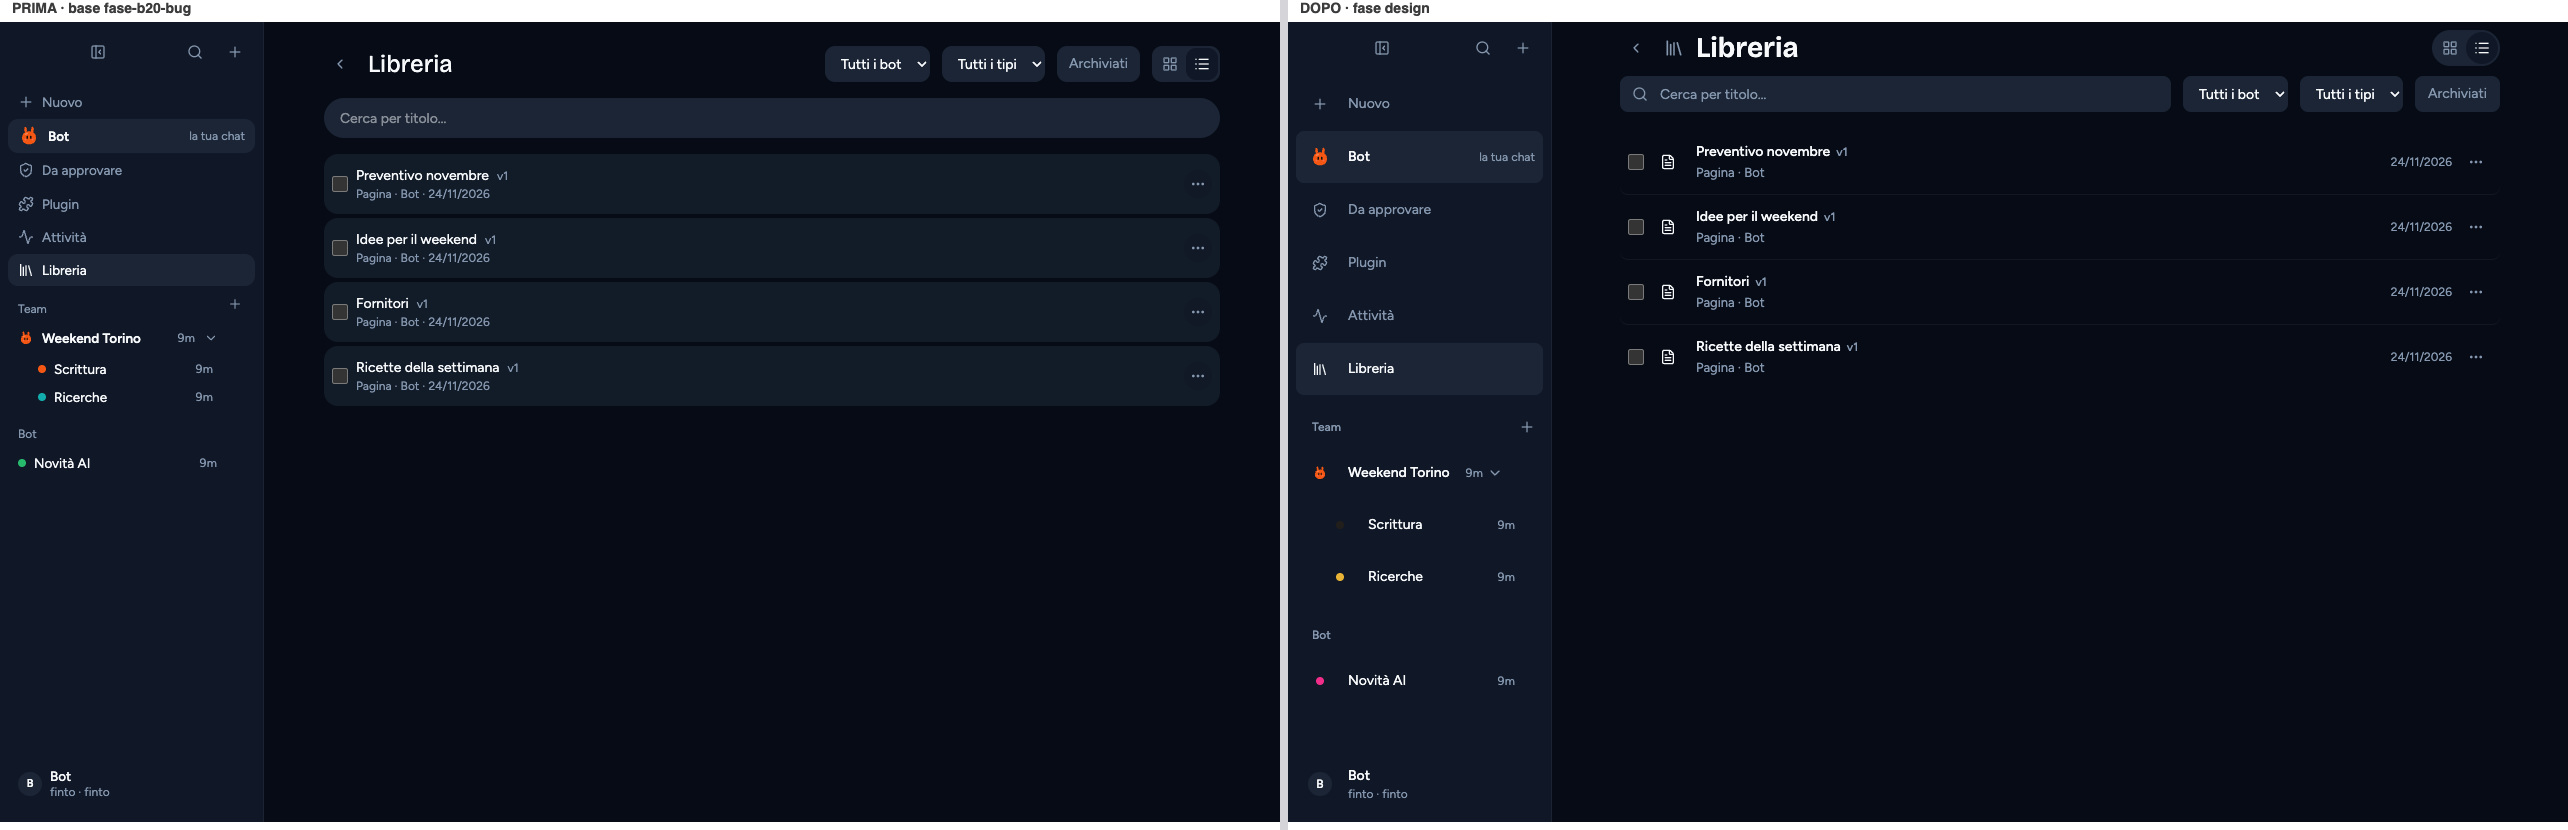 PRIMA · base fase-b20-bug
Nuovo
Bot la tua chat
Da approvare
Plugin
Attività
Libreria
Team
Weekend Torino 9m
Scrittura 9m
Ricerche 9m
Bot
Novità AI 9m
B
Bot
finto · finto
Libreria
Tutti i bot
Tutti i tipi
Archiviati
Cerca per titolo...
Preventivo novembre v1
Pagina · Bot · 24/11/2026
Idee per il weekend v1
Pagina · Bot · 24/11/2026
Fornitori v1
Pagina · Bot · 24/11/2026
Ricette della settimana v1
Pagina · Bot · 24/11/2026
DOPO · fase design
Nuovo
Bot la tua chat
Da approvare
Plugin
Attività
Libreria
Team
Weekend Torino 9m
Scrittura 9m
Ricerche 9m
Bot
Novità AI 9m
B
Bot
finto · finto
Libreria
Cerca per titolo...
Tutti i bot
Tutti i tipi
Archiviati
Preventivo novembre v1
Pagina · Bot
24/11/2026
Idee per il weekend v1
Pagina · Bot
24/11/2026
Fornitori v1
Pagina · Bot
24/11/2026
Ricette della settimana v1
Pagina · Bot
24/11/2026